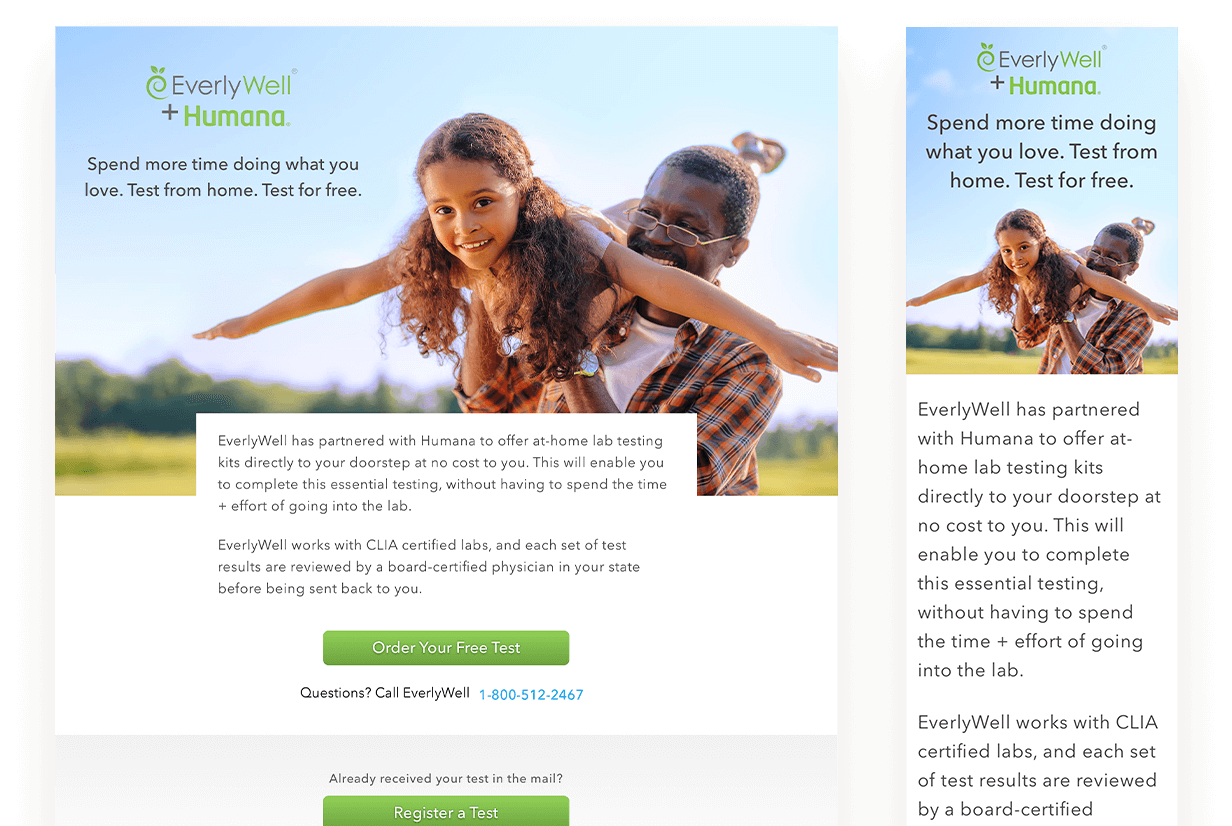 EverlyWell®
+Humana.
Spend more time doing what you
love. Test from home. Test for free.
EverlyWell has partnered with Humana to offer at-home lab testing
kits directly to your doorstep at no cost to you. This will enable you
to complete this essential testing, without having to spend the time
+ effort of going into the lab.
EverlyWell works with CLIA certified labs, and each set of test
results are reviewed by a board-certified physician in your state
before being sent back to you.
Order Your Free Test
Questions? Call EverlyWell 1-800-512-2467
Already received your test in the mail?
Register a Test
EverlyWell®
+Humana.
Spend more time doing
what you love. Test from
home. Test for free.
EverlyWell has partnered
with Humana to offer at-
home lab testing kits
directly to your doorstep at
no cost to you. This will
enable you to complete
this essential testing,
without having to spend
the time + effort of going
into the lab.
EverlyWell works with CLIA
certified labs, and each set
of test results are reviewed
by a board-certified